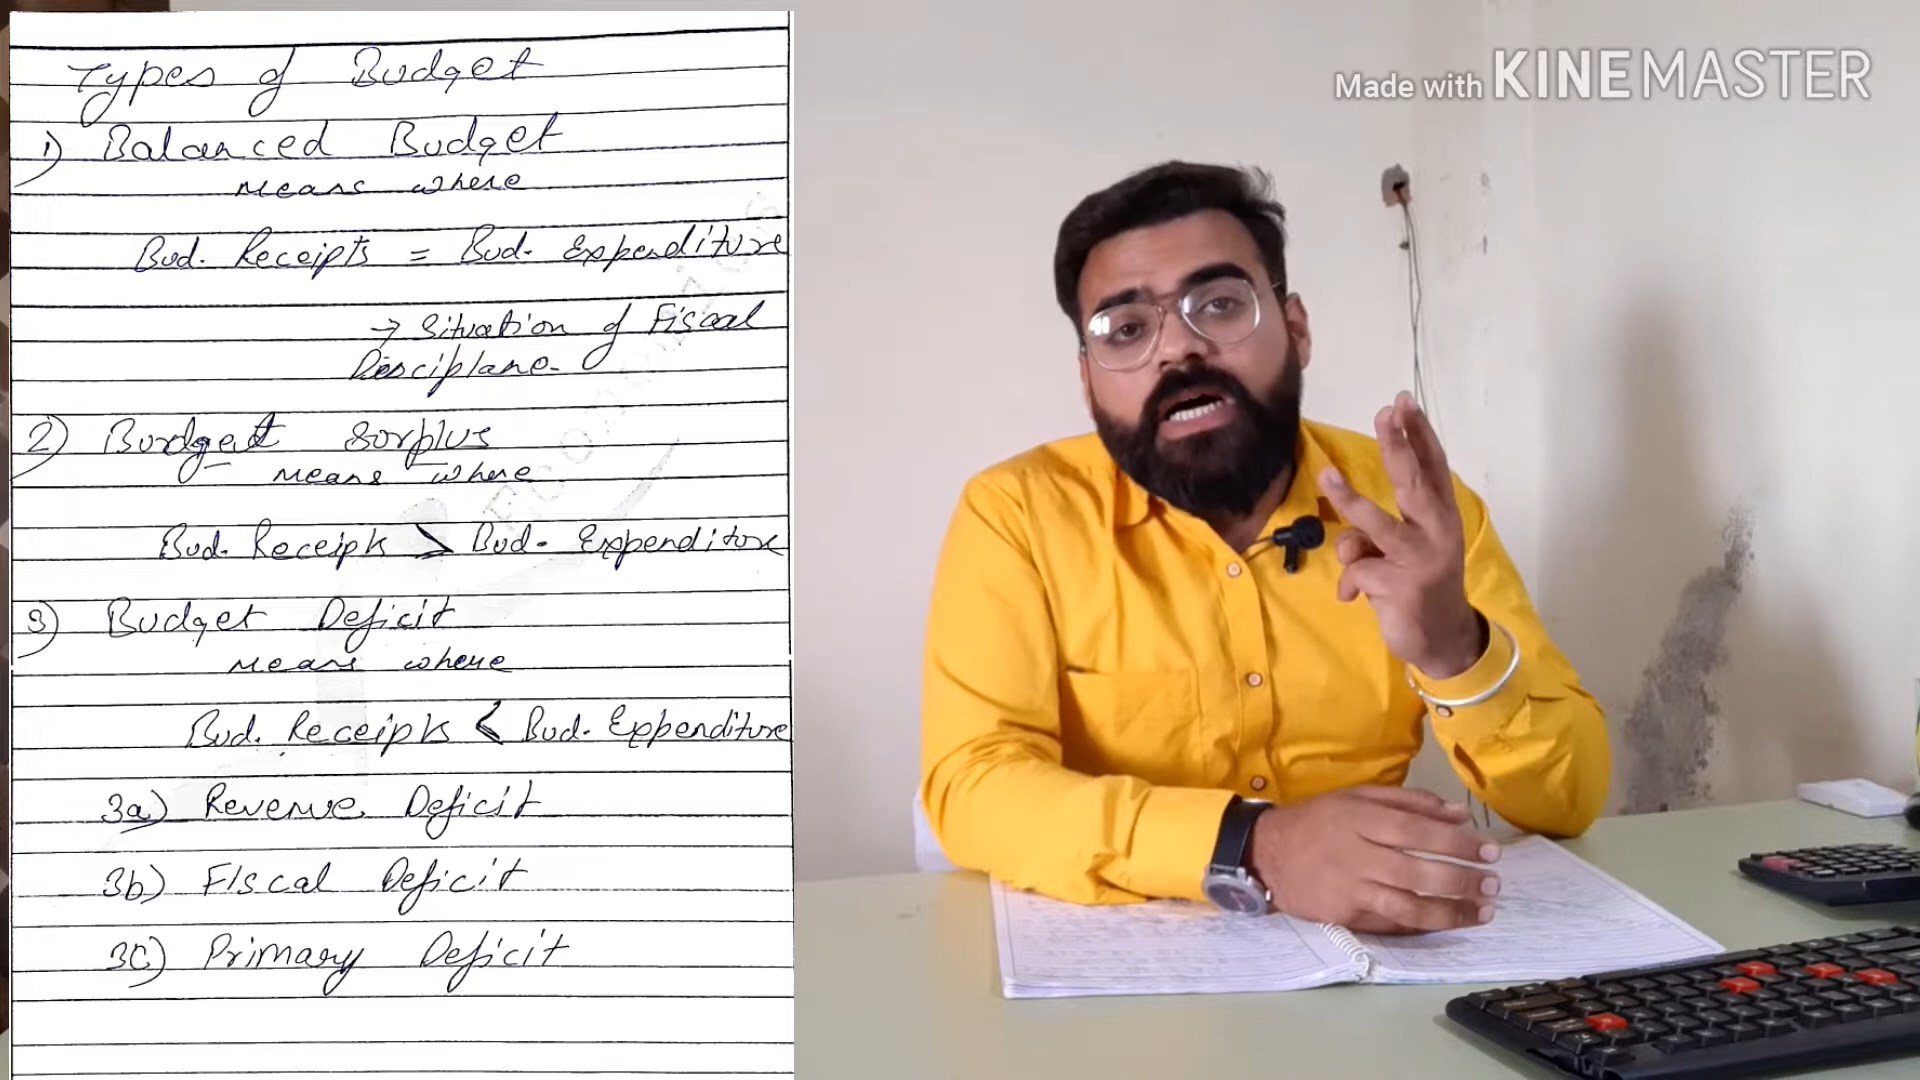 Types of Budget
1) Balanced Budget
means where
Bud. Receipts = Bud. Expenditure
→ Situation of Fiscal
Disciplane.
2) Budget Surplus
means where
Bud. Receipts > Bud. Expenditure
3) Budget Deficit
means where
Bud. Receipts < Bud. Expenditure
3a) Revenue Deficit
3b) Fiscal Deficit
3c) Primary Deficit
Made with KINEMASTER